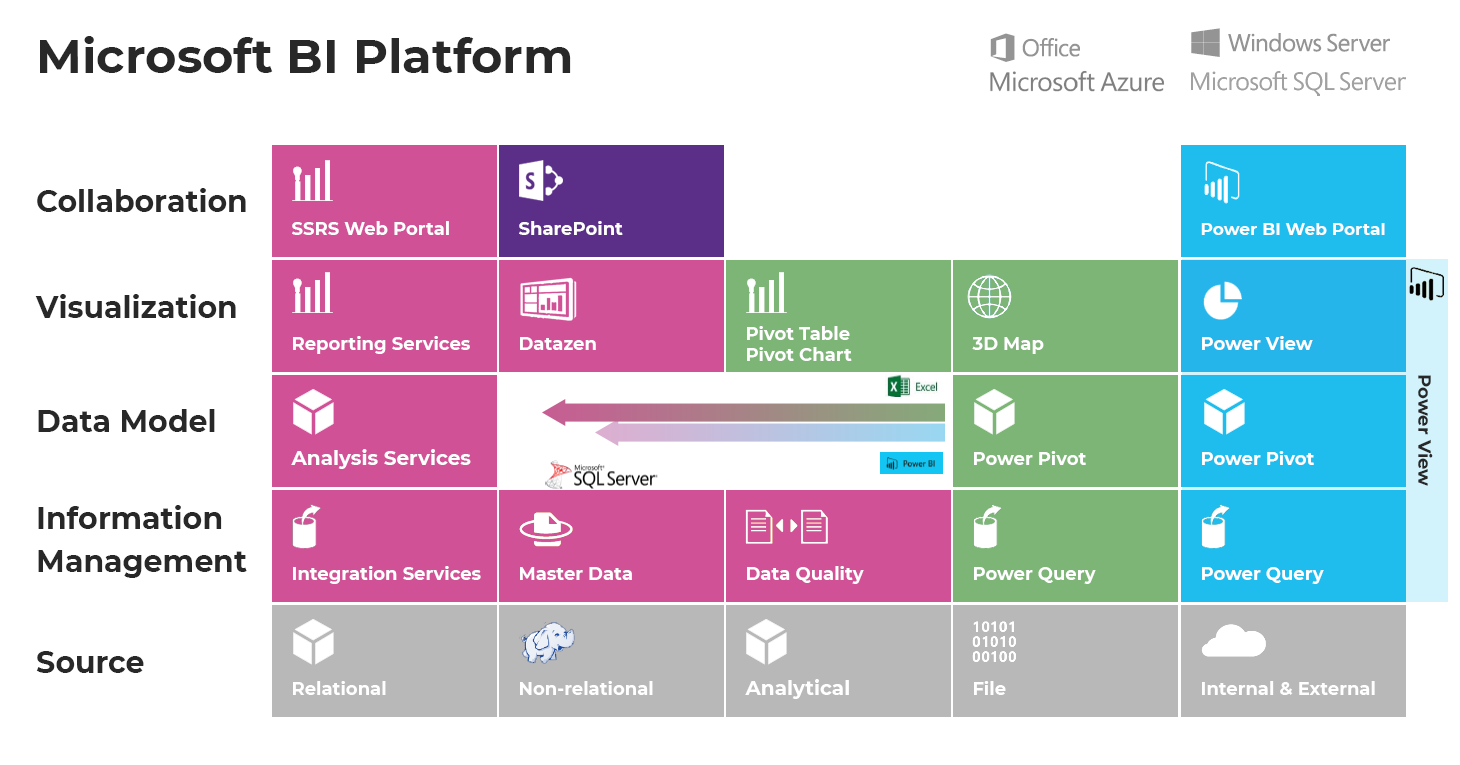 Microsoft BI Platform
Office
Windows Server
Microsoft Azure
Microsoft SQL Server
Collaboration
SSRS Web Portal
S
SharePoint
Power BI Web Portal
Visualization
Reporting Services
Datazen
Pivot Table
Pivot Chart
3D Map
Power View
Power View
Data Model
Analysis Services
X
Excel
Power BI
Microsoft®
SQL Server®
Power Pivot
Power Pivot
Information
Management
Integration Services
Master Data
Data Quality
Power Query
Power Query
Source
Relational
Non-relational
Analytical
10101
01010
00100
File
Internal & External